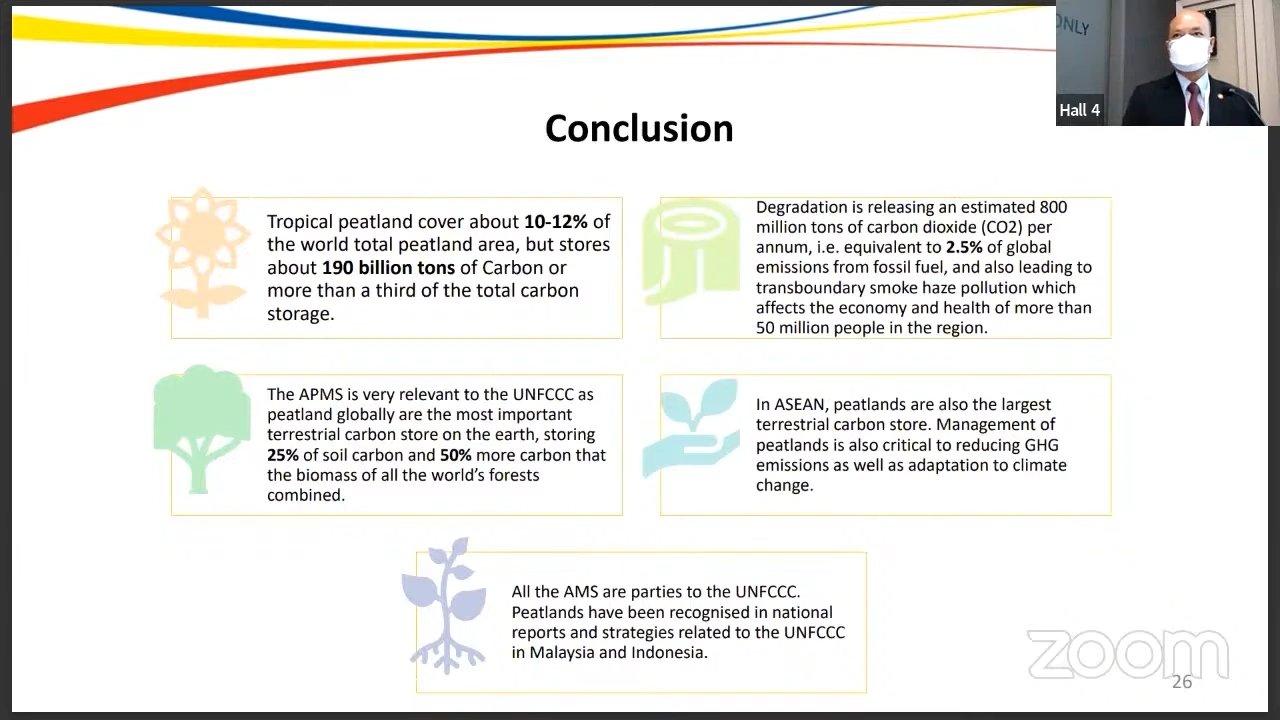 ONLY
Hall 4
Conclusion
Tropical peatland cover about 10-12% of
the world total peatland area, but stores
about 190 billion tons of Carbon or
more than a third of the total carbon
storage.
Degradation is releasing an estimated 800
million tons of carbon dioxide (CO2) per
annum, i.e. equivalent to 2.5% of global
emissions from fossil fuel, and also leading to
transboundary smoke haze pollution which
affects the economy and health of more than
50 million people in the region.
The APMS is very relevant to the UNFCCC as
peatland globally are the most important
terrestrial carbon store on the earth, storing
25% of soil carbon and 50% more carbon that
the biomass of all the world’s forests
combined.
In ASEAN, peatlands are also the largest
terrestrial carbon store. Management of
peatlands is also critical to reducing GHG
emissions as well as adaptation to climate
change.
All the AMS are parties to the UNFCCC.
Peatlands have been recognised in national
reports and strategies related to the UNFCCC
in Malaysia and Indonesia.
zoom
26